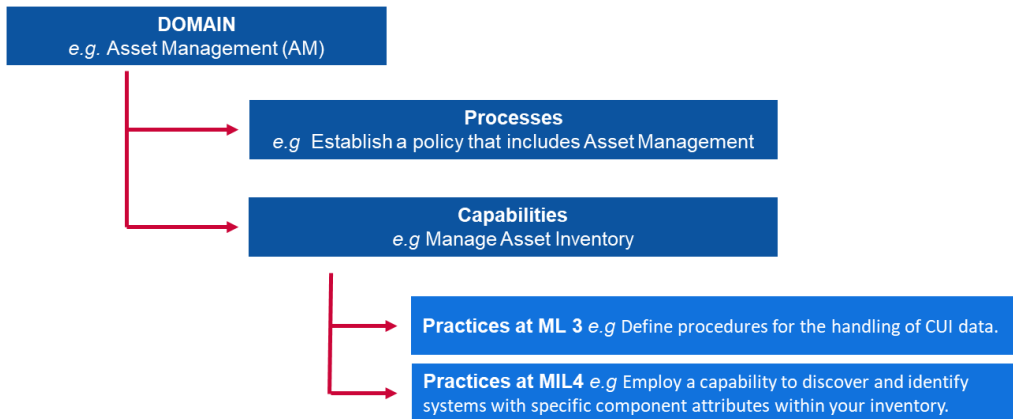 DOMAIN
e.g. Asset Management (AM)
Processes
e.g Establish a policy that includes Asset Management
Capabilities
e.g Manage Asset Inventory
Practices at ML 3 e.g Define procedures for the handling of CUI data.
Practices at MIL4 e.g Employ a capability to discover and identify
systems with specific component attributes within your inventory.